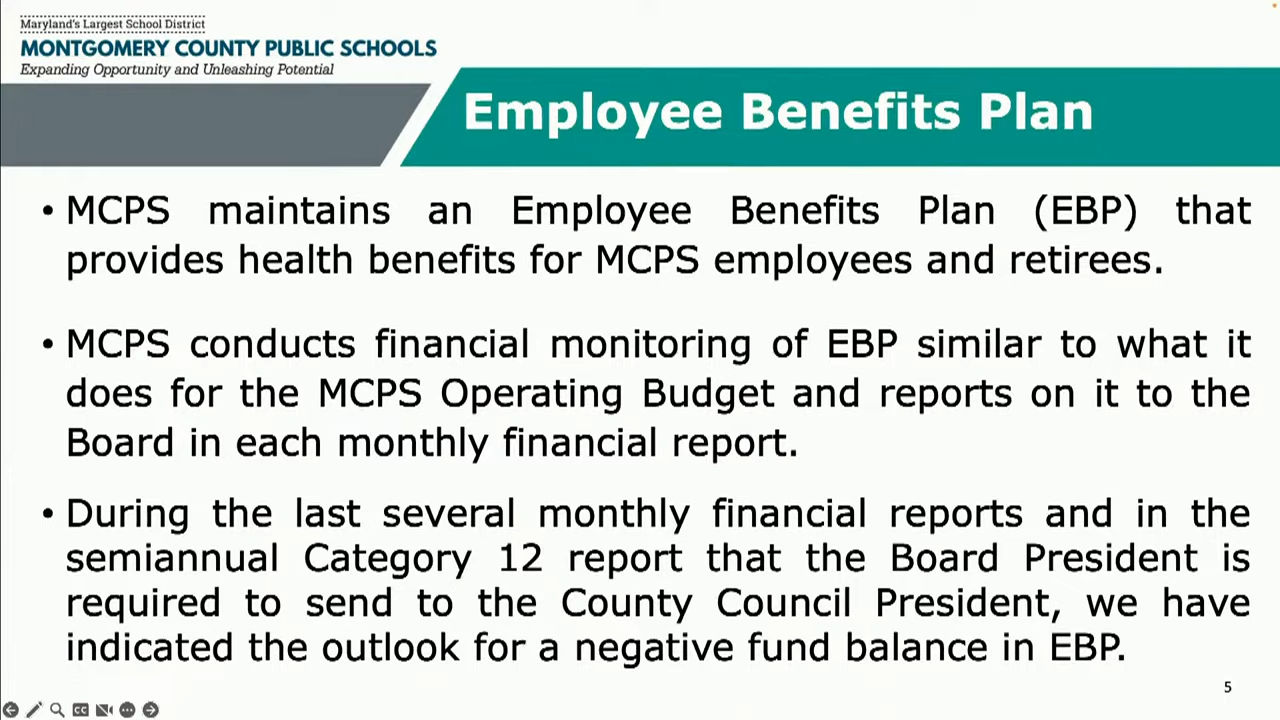 Maryland's Largest School District
MONTGOMERY COUNTY PUBLIC SCHOOLS
Expanding Opportunity and Unleashing Potential
Employee Benefits Plan
• MCPS maintains an Employee Benefits Plan (EBP) that
provides health benefits for MCPS employees and retirees.
• MCPS conducts financial monitoring of EBP similar to what it
does for the MCPS Operating Budget and reports on it to the
Board in each monthly financial report.
• During the last several monthly financial reports and in the
semiannual Category 12 report that the Board President is
required to send to the County Council President, we have
indicated the outlook for a negative fund balance in EBP.
5
CC